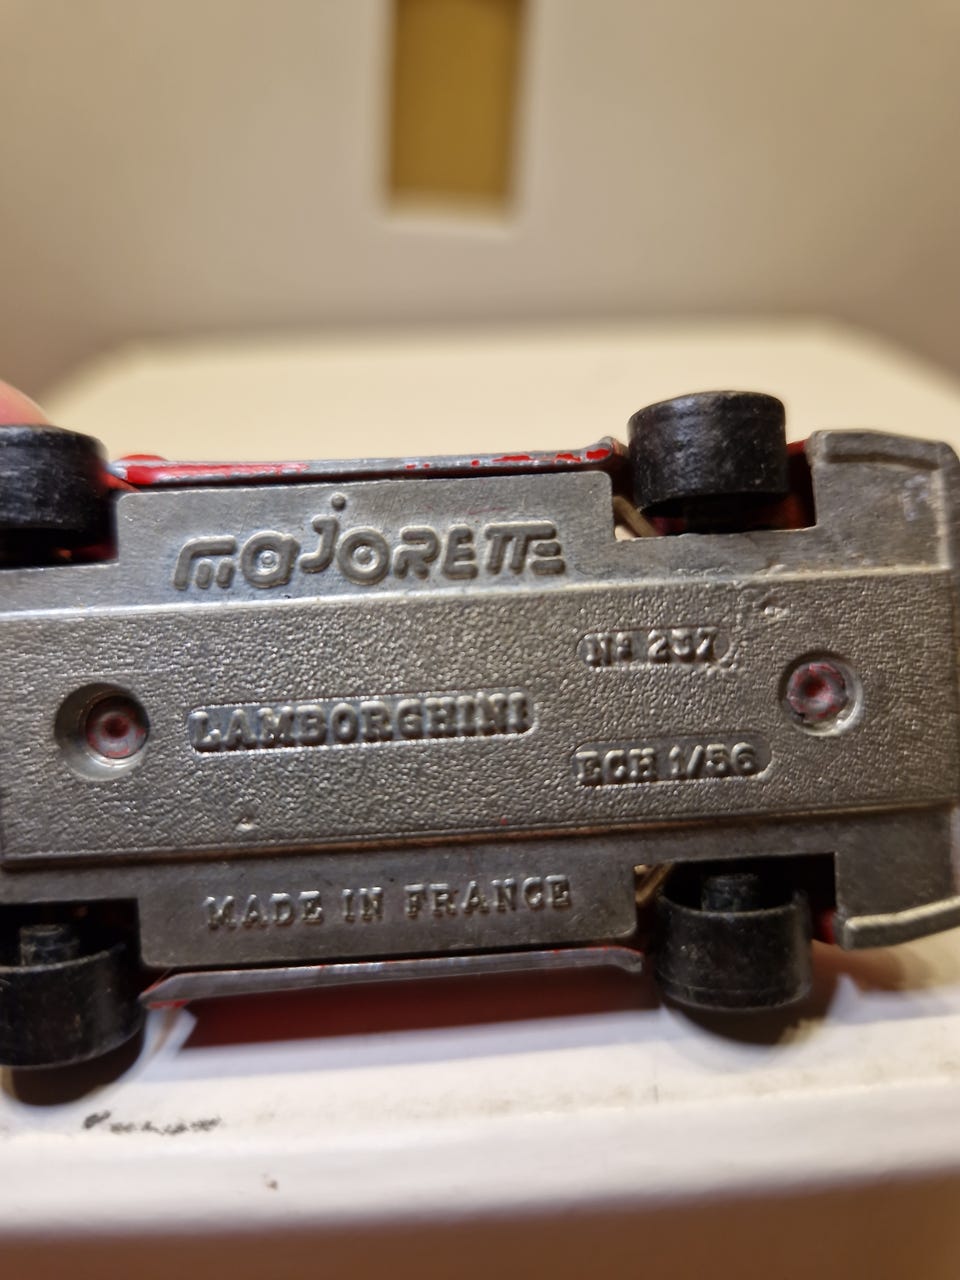 majORETTE
Nº 237
LAMBORGHINI
ECH 1/56
MADE IN FRANCE